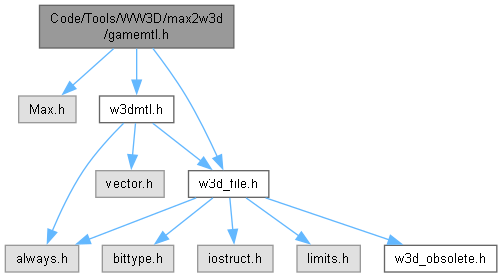 Code/Tools/WW3D/max2w3d
/gamemtl.h
Max.h
w3dmtl.h
vector.h
w3d_file.h
always.h
bittype.h
iostruct.h
limits.h
w3d_obsolete.h